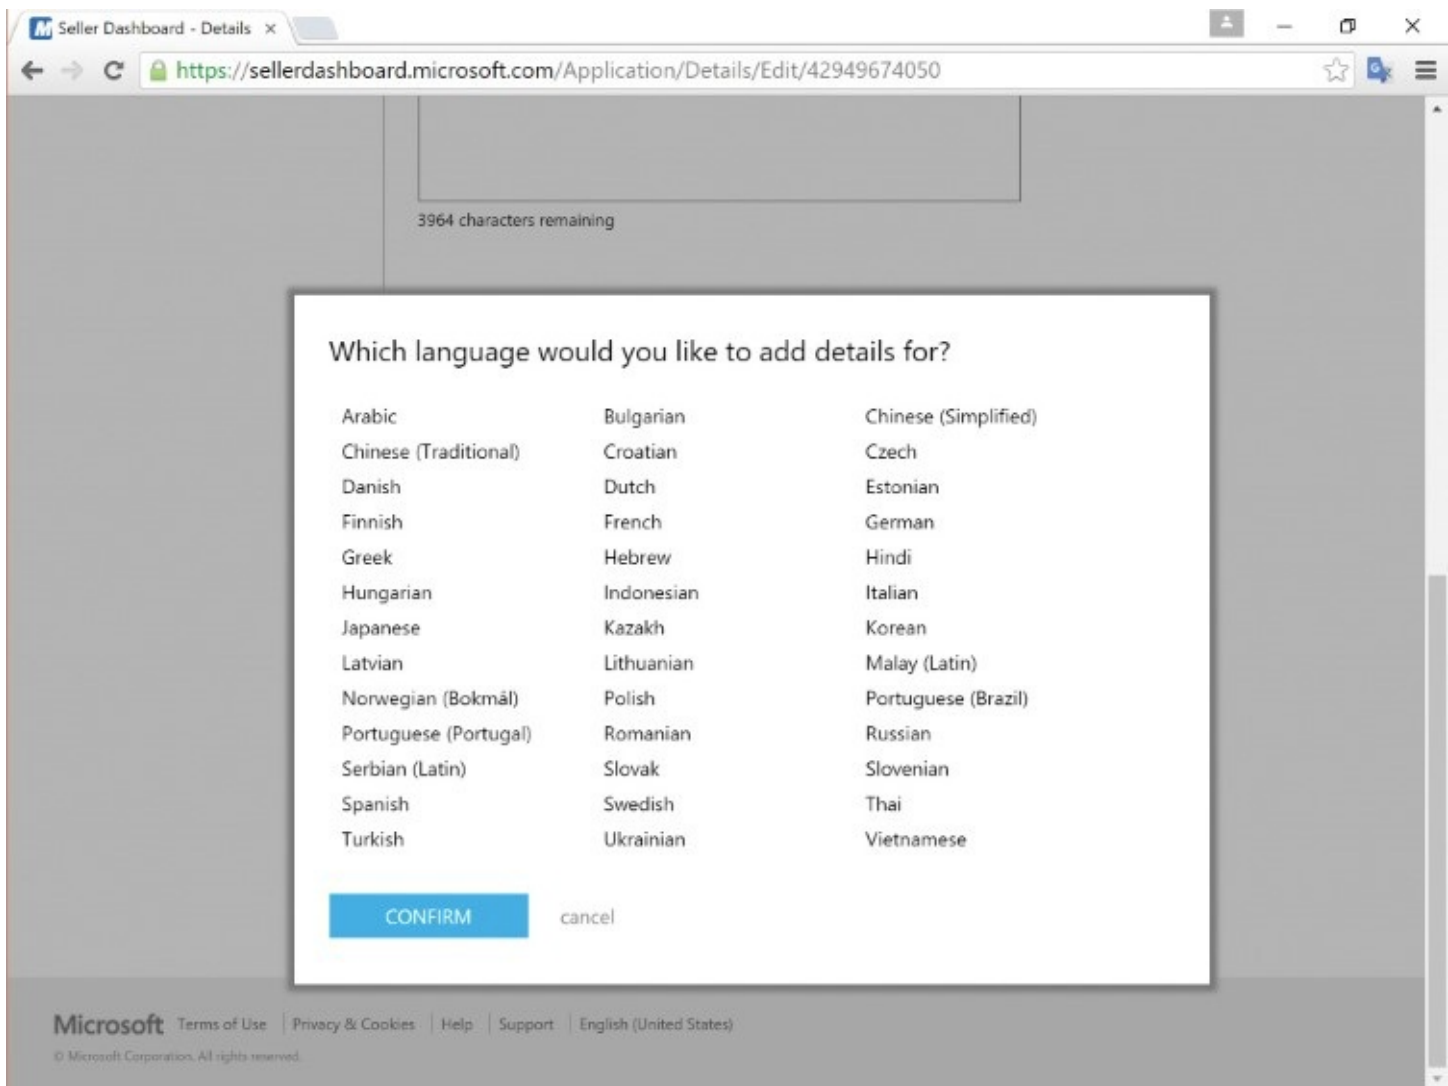 Seller Dashboard - Details
https://sellerdashboard.microsoft.com/Application/Details/Edit/42949674050
3964 characters remaining
Which language would you like to add details for?
Arabic Bulgarian Chinese (Simplified)
Chinese (Traditional) Croatian Czech
Danish Dutch Estonian
Finnish French German
Greek Hebrew Hindi
Hungarian Indonesian Italian
Japanese Kazakh Korean
Latvian Lithuanian Malay (Latin)
Norwegian (Bokmål) Polish Portuguese (Brazil)
Portuguese (Portugal) Romanian Russian
Serbian (Latin) Slovak Slovenian
Spanish Swedish Thai
Turkish Ukrainian Vietnamese
CONFIRM cancel
Microsoft Terms of Use Privacy & Cookies Help Support English (United States)
© Microsoft Corporation. All rights reserved.